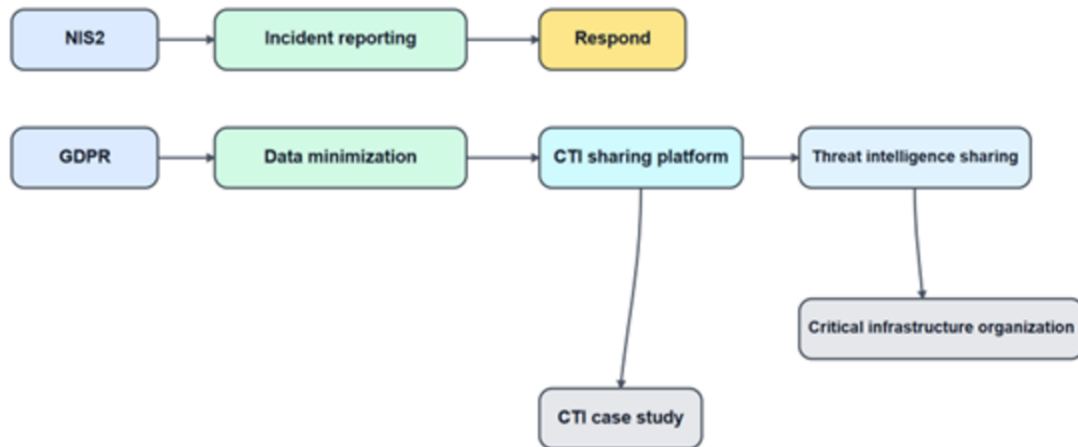 NIS2
Incident reporting
Respond
GDPR
Data minimization
CTI sharing platform
Threat intelligence sharing
Critical infrastructure organization
CTI case study